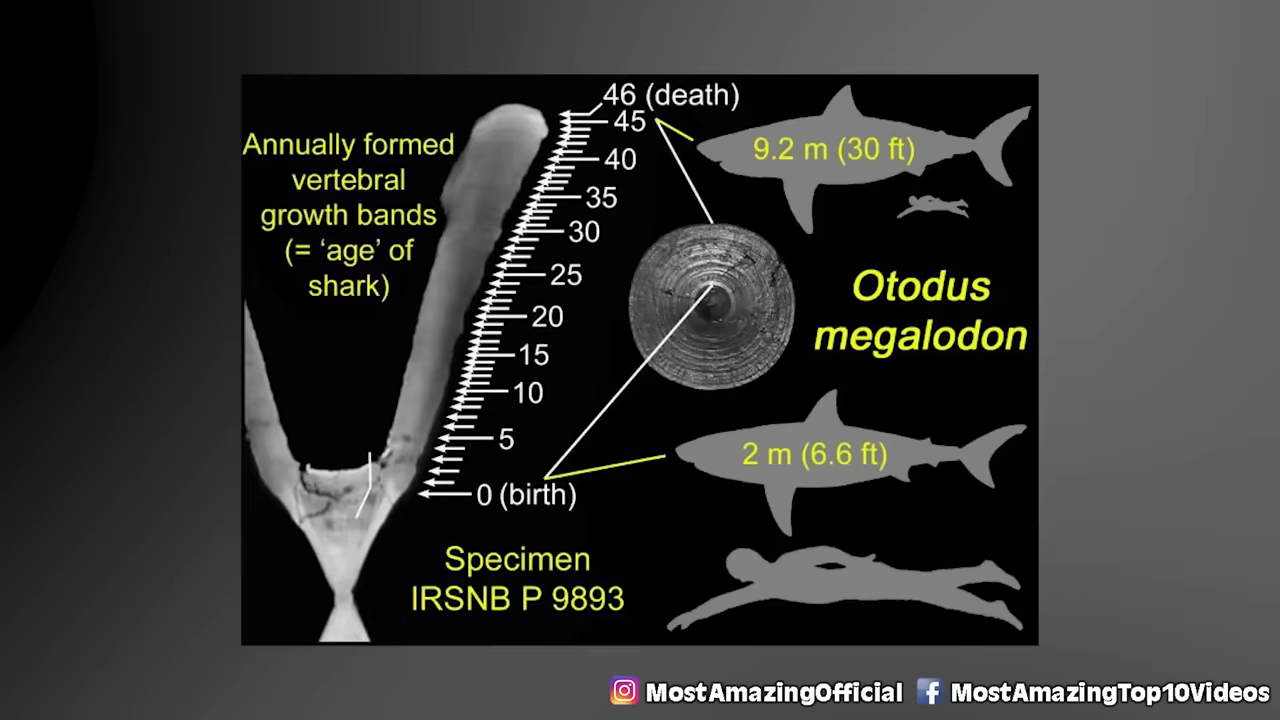 Annually formed
vertebral
growth bands
(= ‘age’ of
shark)
46 (death)
45
40
35
30
25
20
15
10
5
0 (birth)
9.2 m (30 ft)
Otodus
megalodon
2 m (6.6 ft)
Specimen
IRSNB P 9893
MostAmazingOfficial
MostAmazingTop10Videos